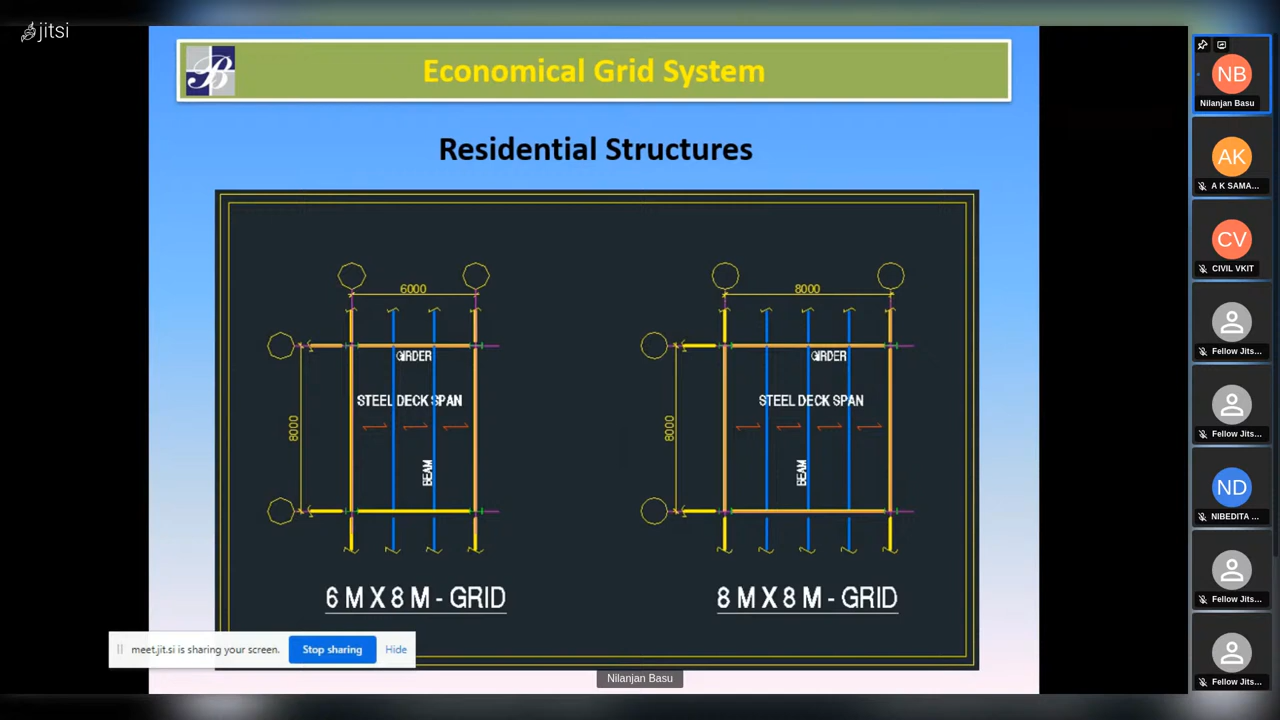 jitsi
Economical Grid System
Residential Structures
6000
8000
GIRDER
STEEL DECK SPAN
BEAM
6 M X 8 M - GRID
8000
8000
GIRDER
STEEL DECK SPAN
BEAM
8 M X 8 M - GRID
meet.jit.si is sharing your screen.
Stop sharing
Hide
Nilanjan Basu
NB
Nilanjan Basu
AK
A K SAMA...
CV
CIVIL VKIT
Fellow Jits...
Fellow Jits...
ND
NIBEDITA ...
Fellow Jits...
Fellow Jits...